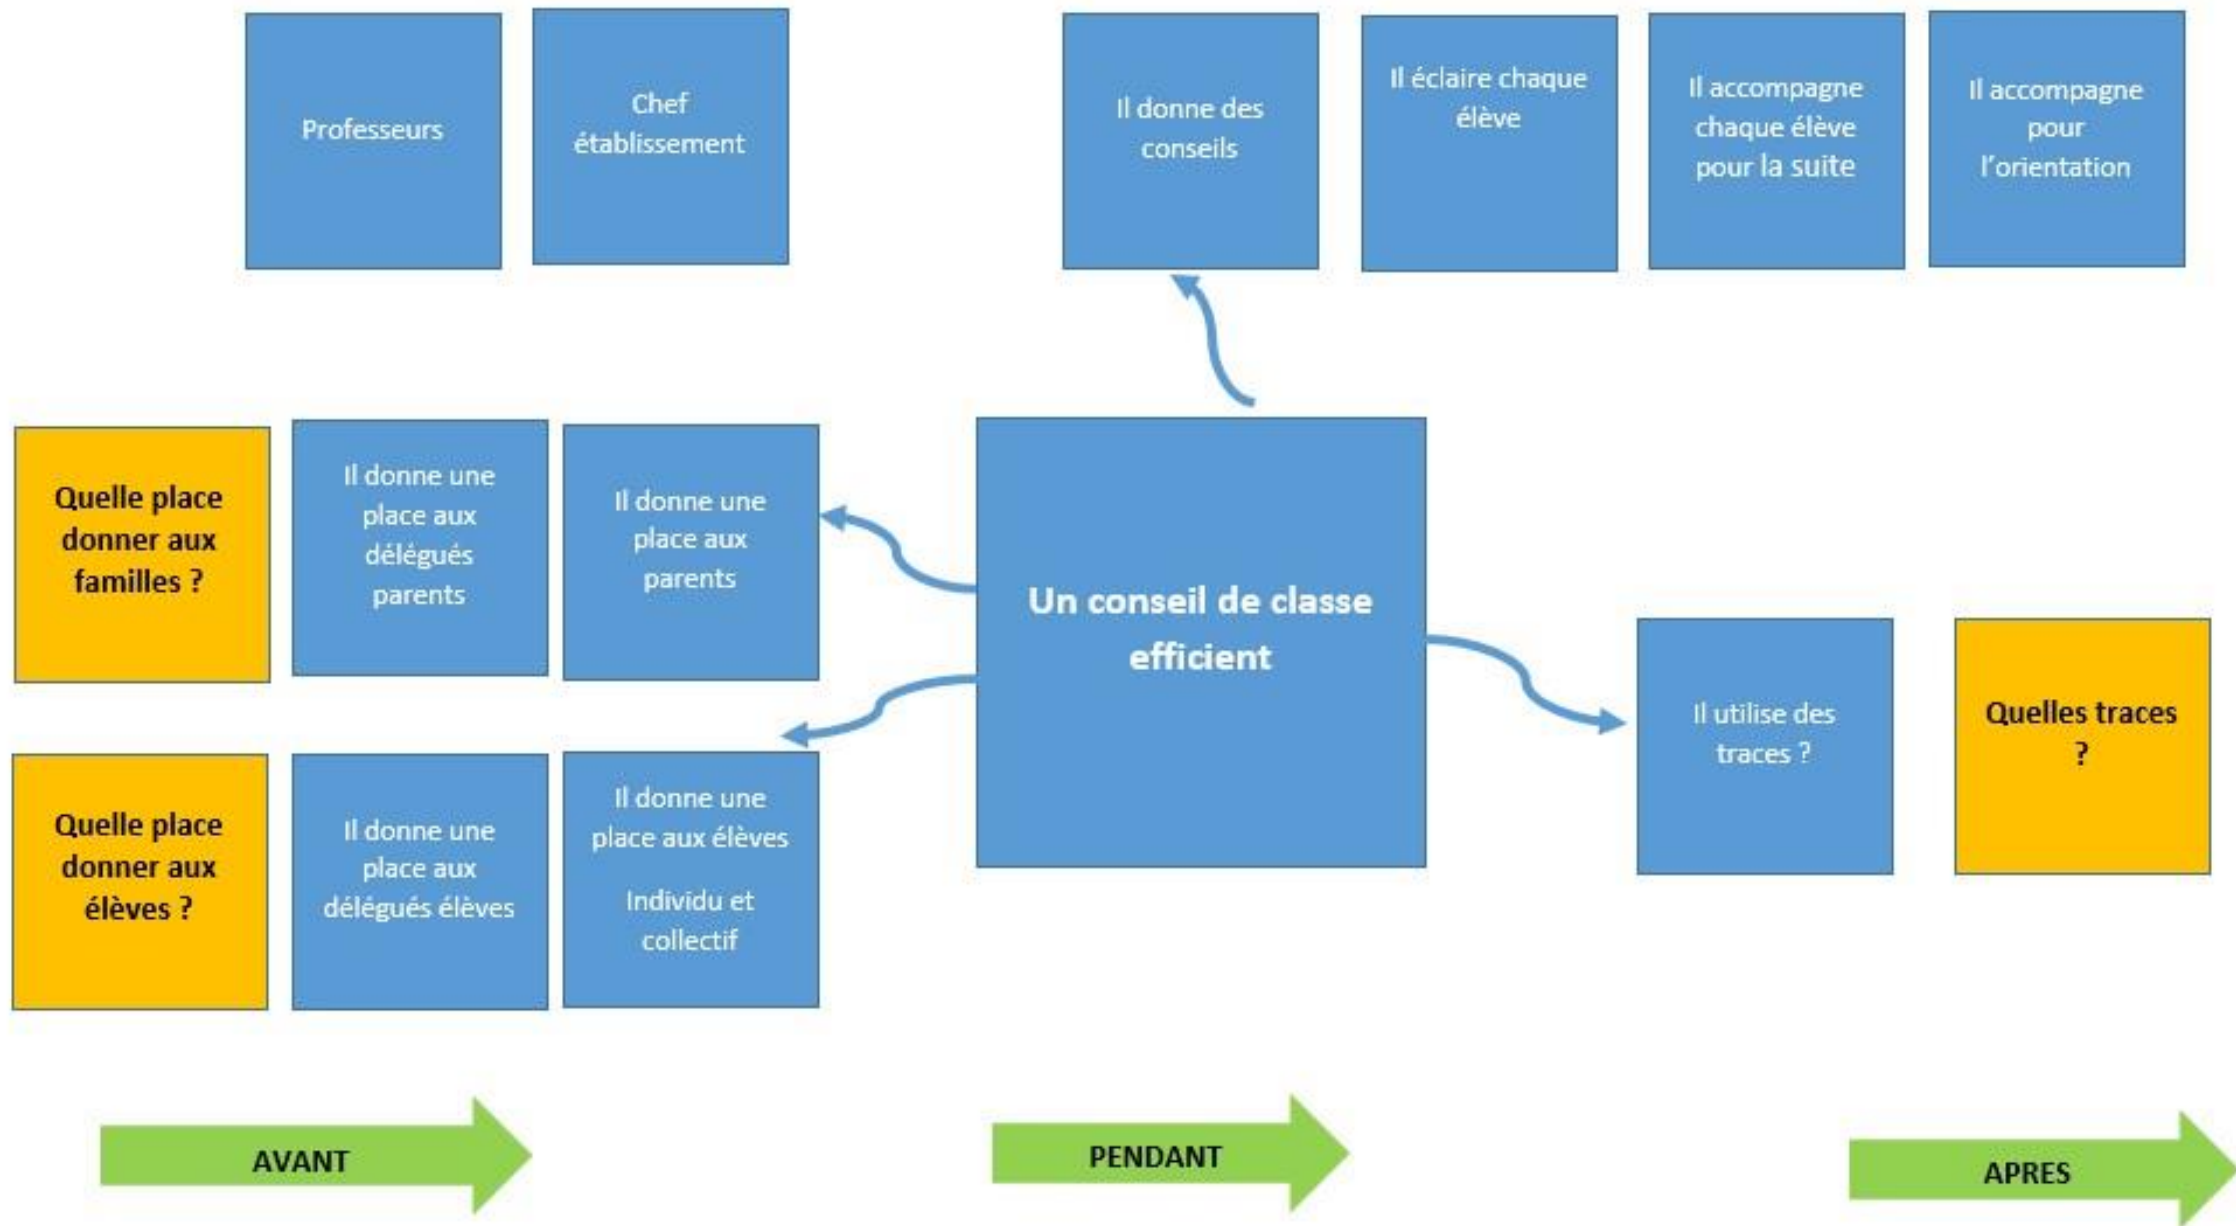 Professeurs
Chef
établissement
Il donne des
conseils
Il éclaire chaque
élève
Il accompagne
chaque élève
pour la suite
Il accompagne
pour
l'orientation
Quelle place
donner aux
familles ?
Il donne une
place aux
délégués
parents
Il donne une
place aux
parents
Un conseil de classe
efficient
Il utilise des
traces ?
Quelles traces
?
Quelle place
donner aux
élèves ?
Il donne une
place aux
délégués élèves
Il donne une
place aux élèves
Individu et
collectif
AVANT
PENDANT
APRES